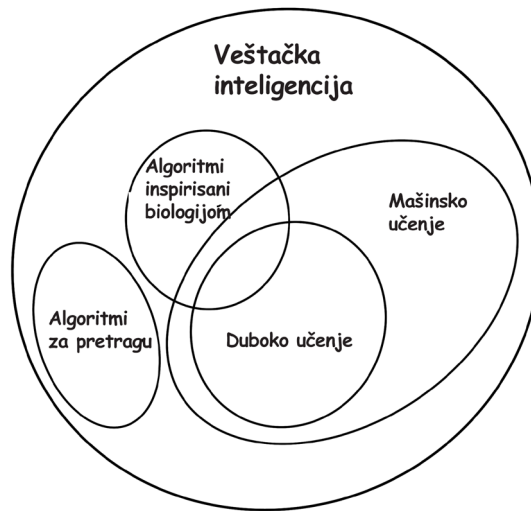 Veštačka
inteligencija
Algoritmi
inspirisani
biologijom
Mašinsko
učenje
Algoritmi
za pretragu
Duboko učenje